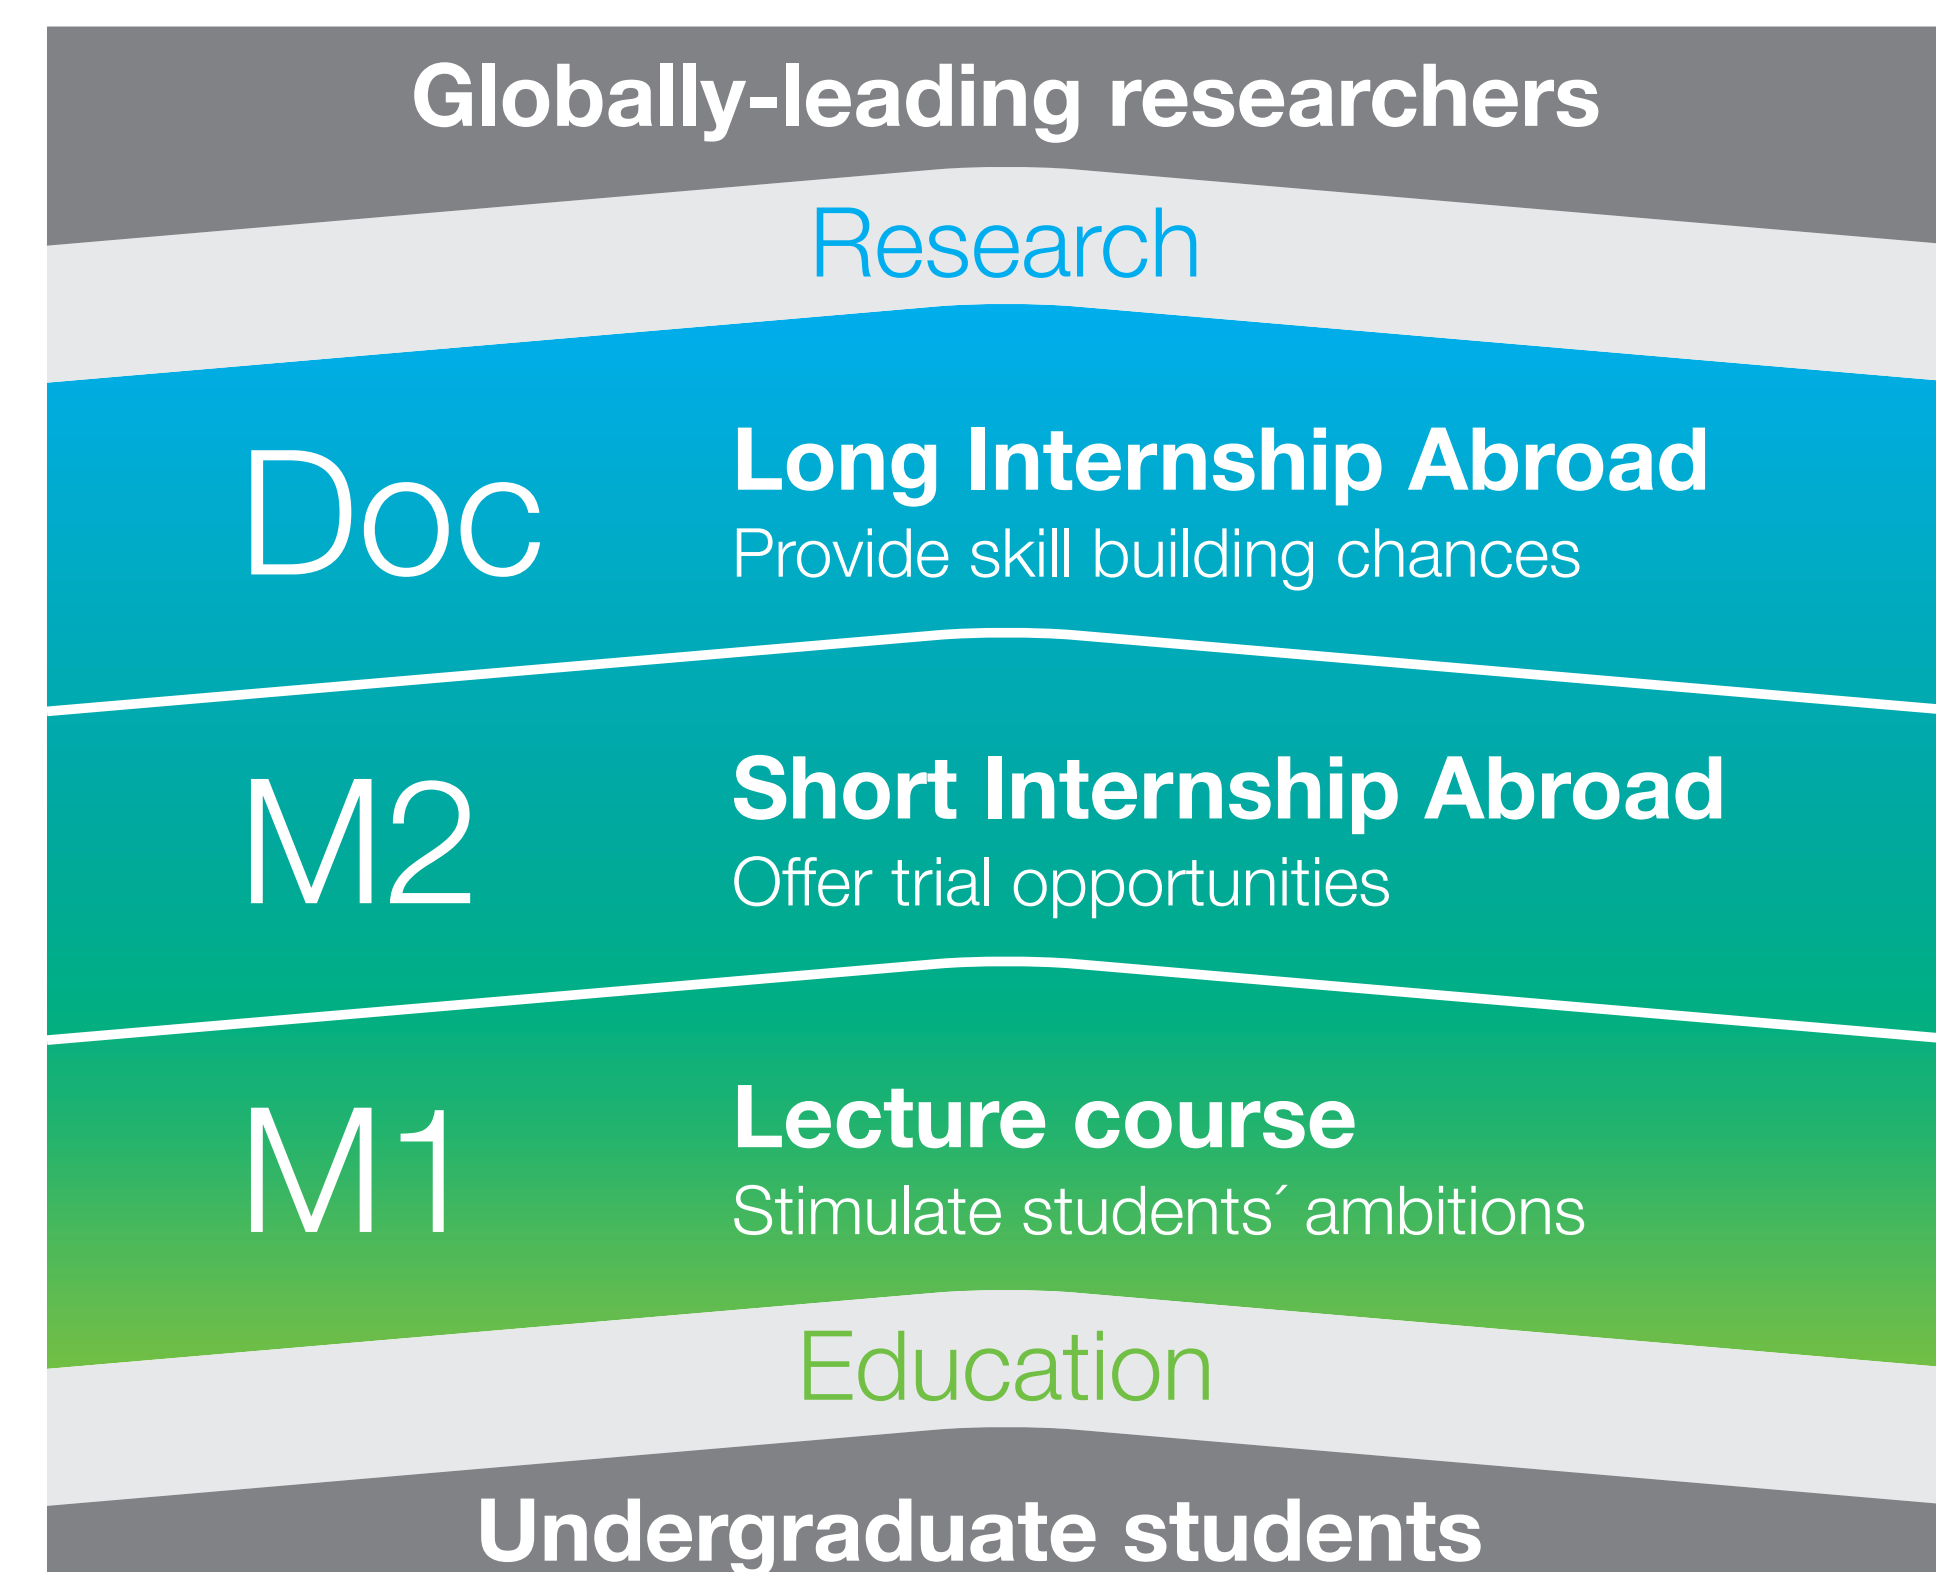 Globally-leading researchers
Research
Doc
Long Internship Abroad
Provide skill building chances
M2
Short Internship Abroad
Offer trial opportunities
M1
Lecture course
Stimulate students´ ambitions
Education
Undergraduate students